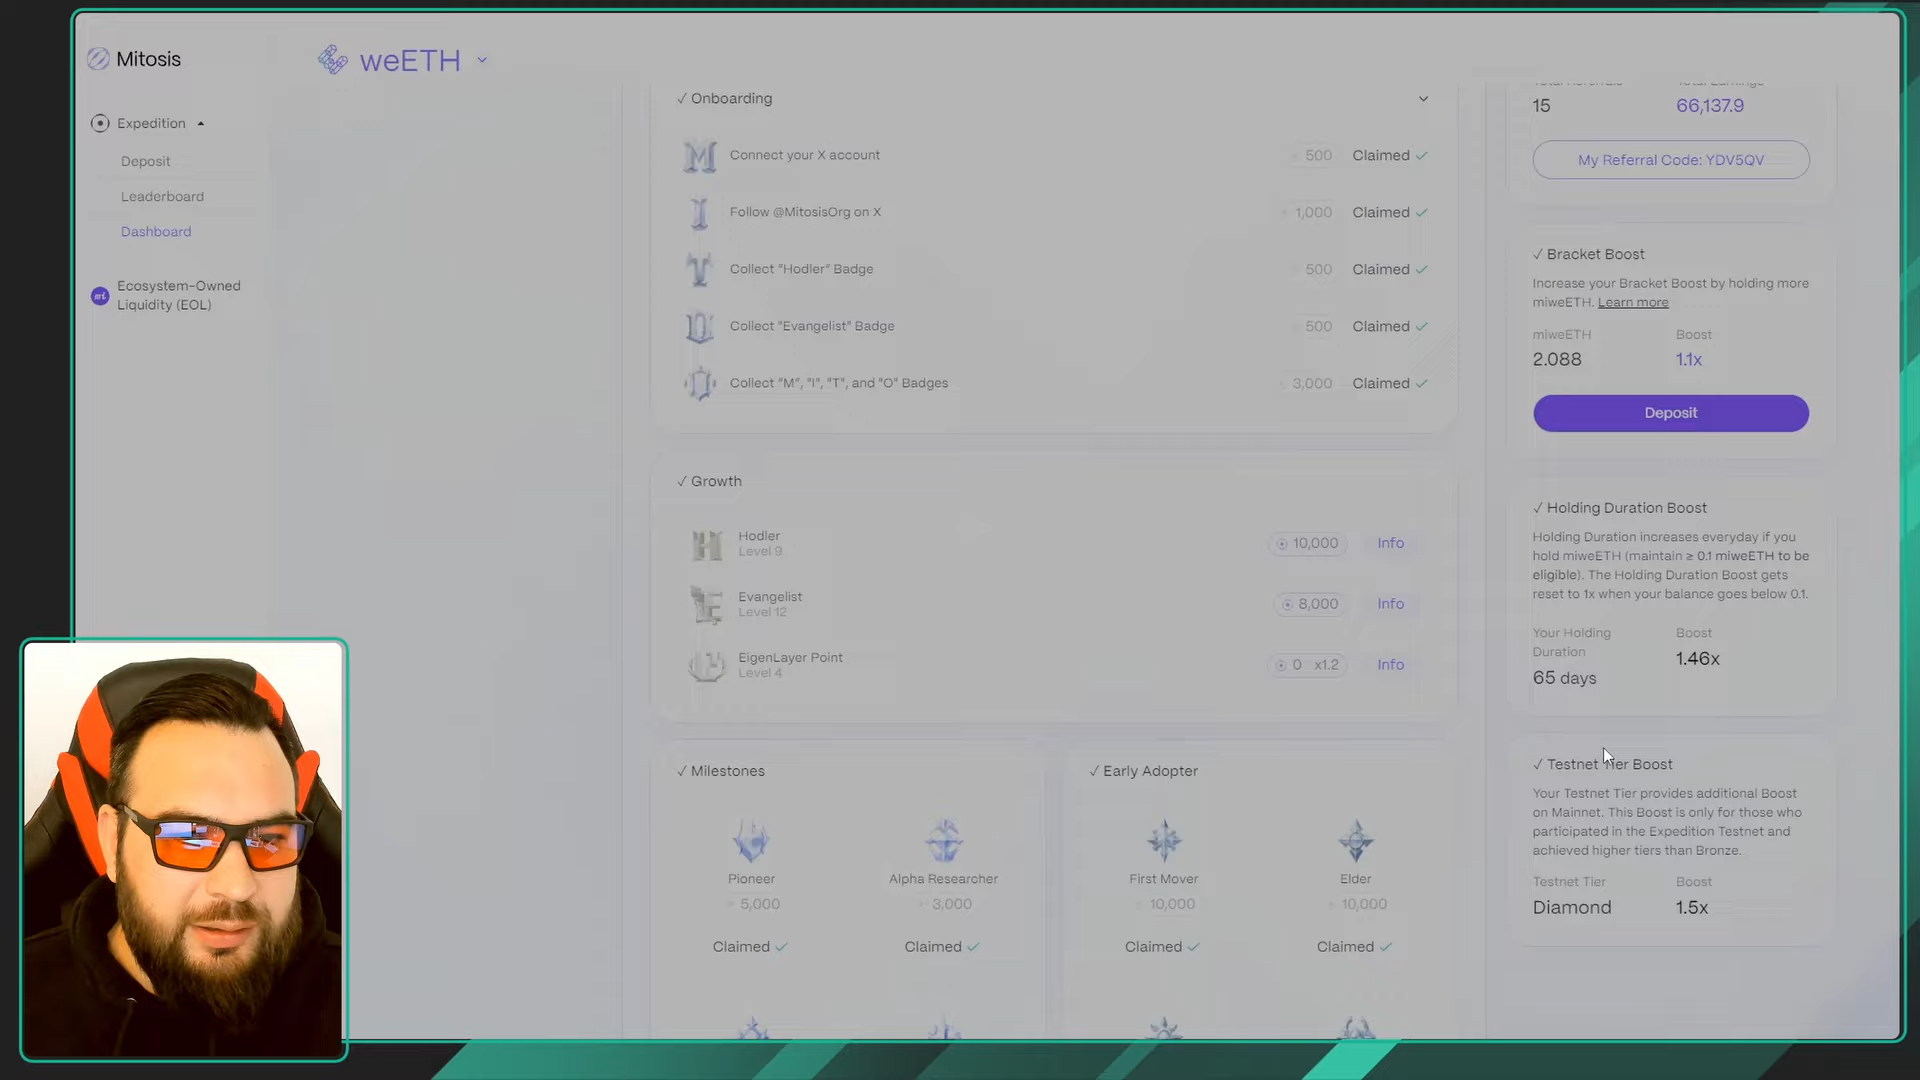 Mitosis
weETH
Expedition
Deposit
Leaderboard
Dashboard
mi
Ecosystem-Owned
Liquidity (EOL)
✓ Onboarding
Connect your X account 500 Claimed ✓
Follow @MitosisOrg on X 1,000 Claimed ✓
Collect "Hodler" Badge 500 Claimed ✓
Collect "Evangelist" Badge 500 Claimed ✓
Collect "M", "I", "T", and "O" Badges 3,000 Claimed ✓
✓ Growth
Hodler
Level 9
10,000 Info
Evangelist
Level 12
8,000 Info
EigenLayer Point
Level 4
0 x1.2 Info
✓ Milestones
Pioneer
5,000
Claimed ✓
Alpha Researcher
3,000
Claimed ✓
✓ Early Adopter
First Mover
10,000
Claimed ✓
Elder
10,000
Claimed ✓
15 66,137.9
My Referral Code: YDV5QV
✓ Bracket Boost
Increase your Bracket Boost by holding more
miweETH. Learn more
miweETH Boost
2.088 1.1x
Deposit
✓ Holding Duration Boost
Holding Duration increases everyday if you
hold miweETH (maintain ≥ 0.1 miweETH to be
eligible). The Holding Duration Boost gets
reset to 1x when your balance goes below 0.1.
Your Holding
Duration
65 days
Boost
1.46x
✓ Testnet Tier Boost
Your Testnet Tier provides additional Boost
on Mainnet. This Boost is only for those who
participated in the Expedition Testnet and
achieved higher tiers than Bronze.
Testnet Tier Boost
Diamond 1.5x